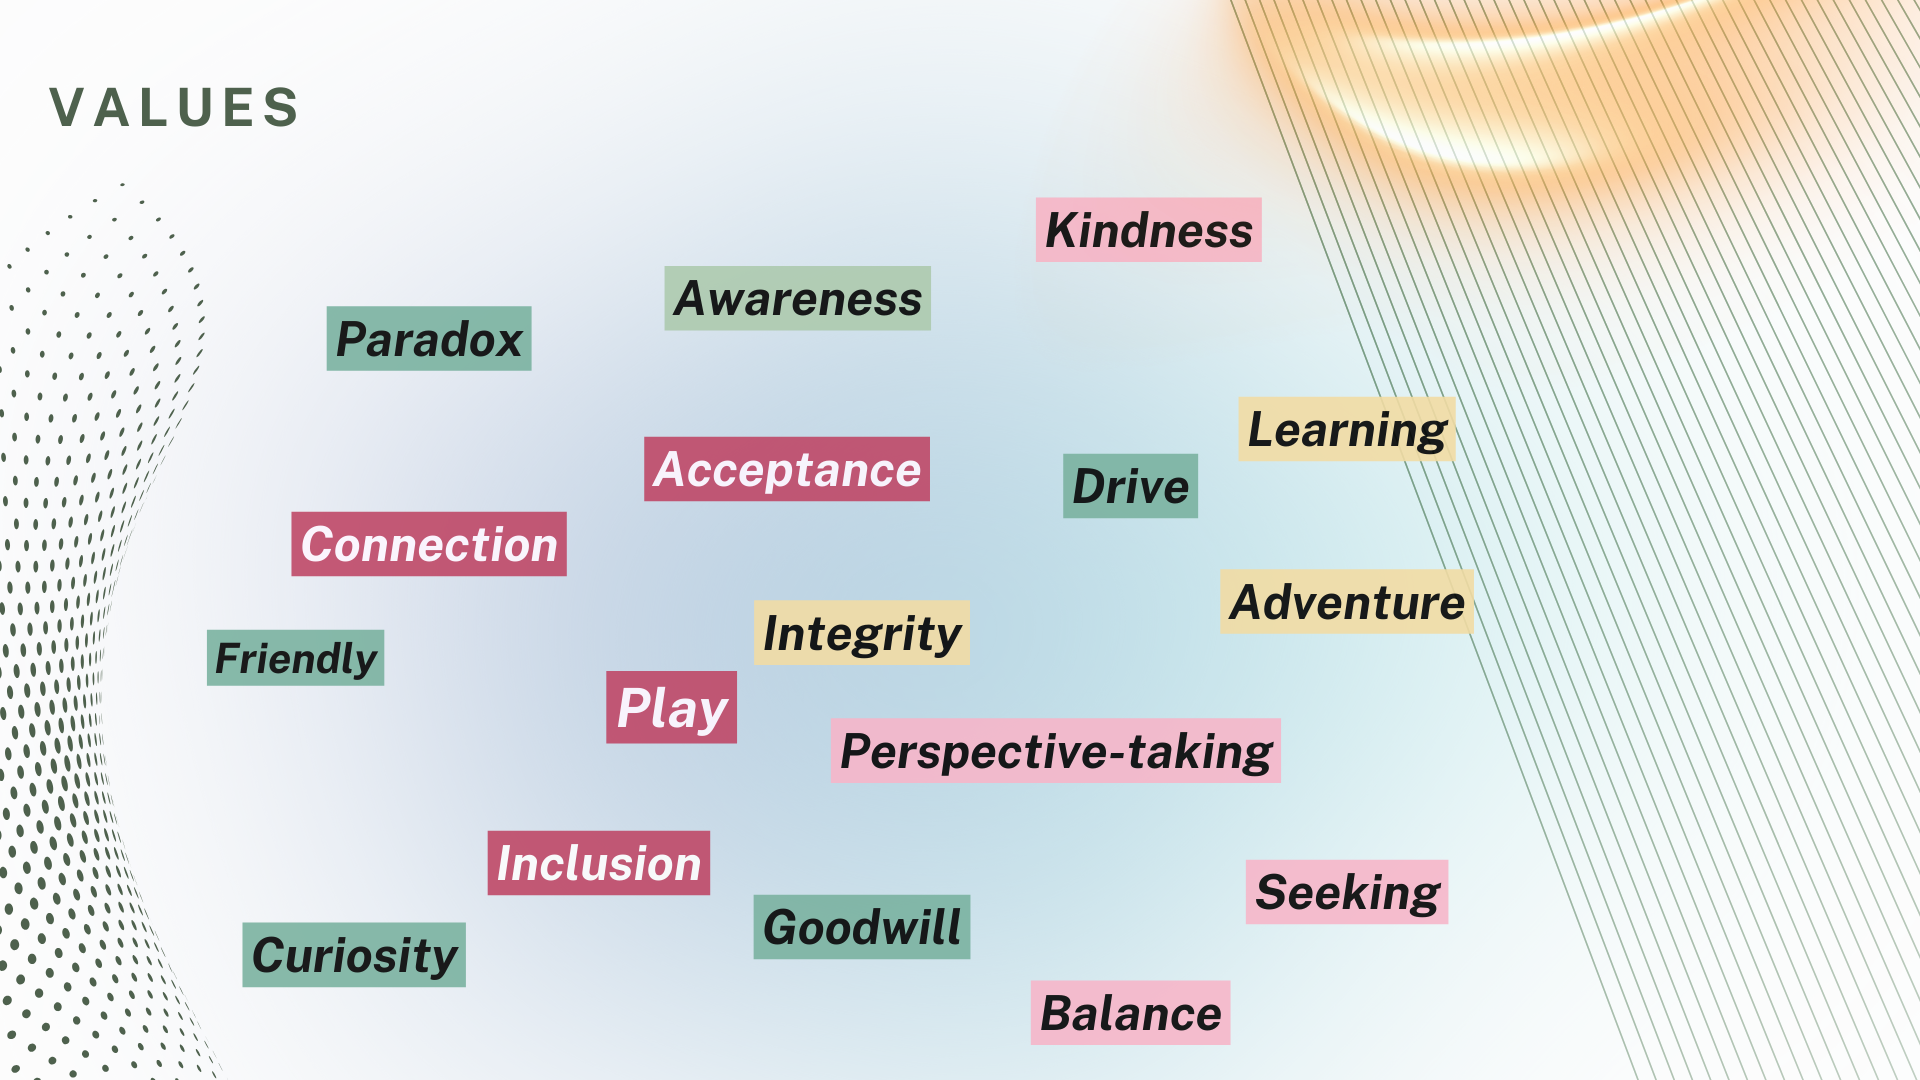 VALUES
Kindness
Awareness
Paradox
Learning
Acceptance
Drive
Connection
Adventure
Integrity
Friendly
Play
Perspective-taking
Inclusion
Seeking
Goodwill
Curiosity
Balance